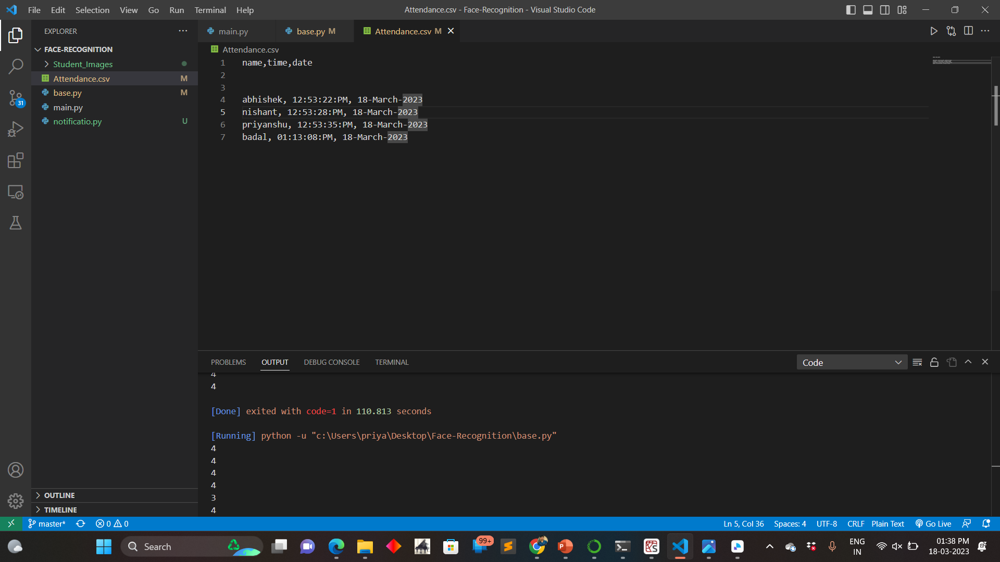 File Edit Selection View Go Run Terminal Help
Attendance.csv - Face-Recognition - Visual Studio Code
EXPLORER
FACE-RECOGNITION
Student_Images
Attendance.csv M
base.py M
main.py
notificatio.py U
OUTLINE
TIMELINE
31
main.py
base.py M
Attendance.csv M
Attendance.csv
1 name,time,date
2
3
4 abhishek, 12:53:22:PM, 18-March-2023
5 nishant, 12:53:28:PM, 18-March-2023
6 priyanshu, 12:53:35:PM, 18-March-2023
7 badal, 01:13:08:PM, 18-March-2023
PROBLEMS OUTPUT DEBUG CONSOLE TERMINAL
Code
4
4
[Done] exited with code=1 in 110.813 seconds
[Running] python -u "c:\Users\priya\Desktop\Face-Recognition\base.py"
4
4
4
4
3
4
master* 0 0
Ln 5, Col 36 Spaces: 4 UTF-8 CRLF Plain Text Go Live
Search
99+
ENG
IN
01:38 PM
18-03-2023